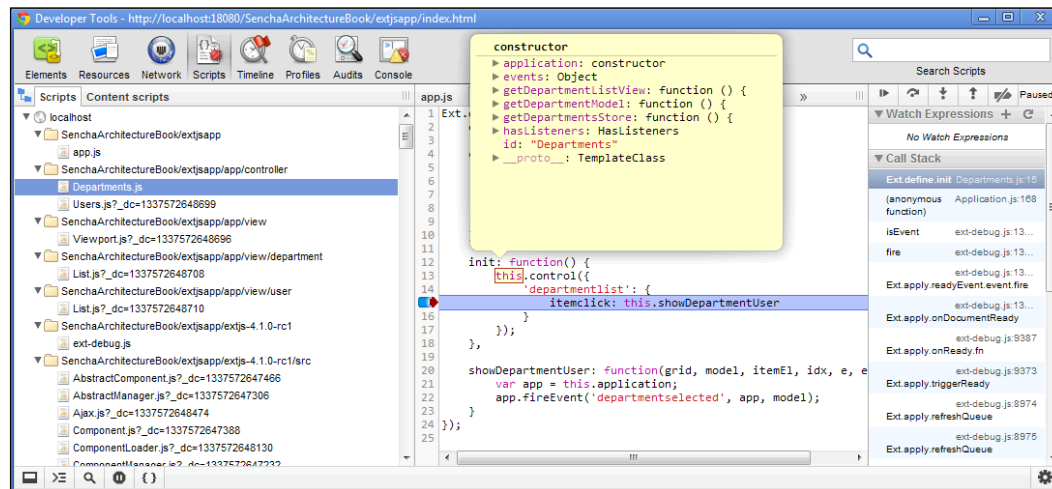 Developer Tools - http://localhost:18080/SenchaArchitectureBook/extjsapp/index.html
Elements Resources Network Scripts Timeline Profiles Audits Console
Search Scripts
Scripts Content scripts
localhost
SenchaArchitectureBook/extjsapp
app.js
SenchaArchitectureBook/extjsapp/app/controller
Departments.js
Users.js?_dc=1337572648699
SenchaArchitectureBook/extjsapp/app/view
Viewport.js?_dc=1337572648696
SenchaArchitectureBook/extjsapp/app/view/department
List.js?_dc=1337572648708
SenchaArchitectureBook/extjsapp/app/view/user
List.js?_dc=1337572648710
SenchaArchitectureBook/extjsapp/extjs-4.1.0-rc1
ext-debug.js
SenchaArchitectureBook/extjsapp/extjs-4.1.0-rc1/src
AbstractComponent.js?_dc=1337572647466
AbstractManager.js?_dc=1337572647306
Ajax.js?_dc=1337572648474
Component.js?_dc=1337572647388
ComponentLoader.js?_dc=1337572648130
ComponentManager.js?_dc=1337572647232
app.js »
constructor
application: constructor
events: Object
getDepartmentListView: function () {
getDepartmentModel: function () {
getDepartmentsStore: function () {
hasListeners: HasListeners
id: "Departments"
__proto__: TemplateClass
1 Ext.
2
3
4
5
6
7
8
9
10
11
12 init: function() {
13 this.control({
14 'departmentlist': {
itemclick: this.showDepartmentUser
16 }
17 });
18 },
19
20 showDepartmentUser: function(grid, model, itemEl, idx, e, e
21 var app = this.application;
22 app.fireEvent('departmentselected', app, model);
23 }
24 });
25
Paused
Watch Expressions + C
No Watch Expressions
Call Stack
Ext.define.init Departments.js:15
(anonymous function) Application.js:168
isEvent ext-debug.js:13...
fire ext-debug.js:13...
ext-debug.js:13...
Ext.apply.readyEvent.event.fire
ext-debug.js:13...
Ext.apply.onDocumentReady
ext-debug.js:9387
Ext.apply.onReady.fn
ext-debug.js:9373
Ext.apply.triggerReady
ext-debug.js:8974
Ext.apply.refreshQueue
ext-debug.js:8975
Ext.apply.refreshQueue